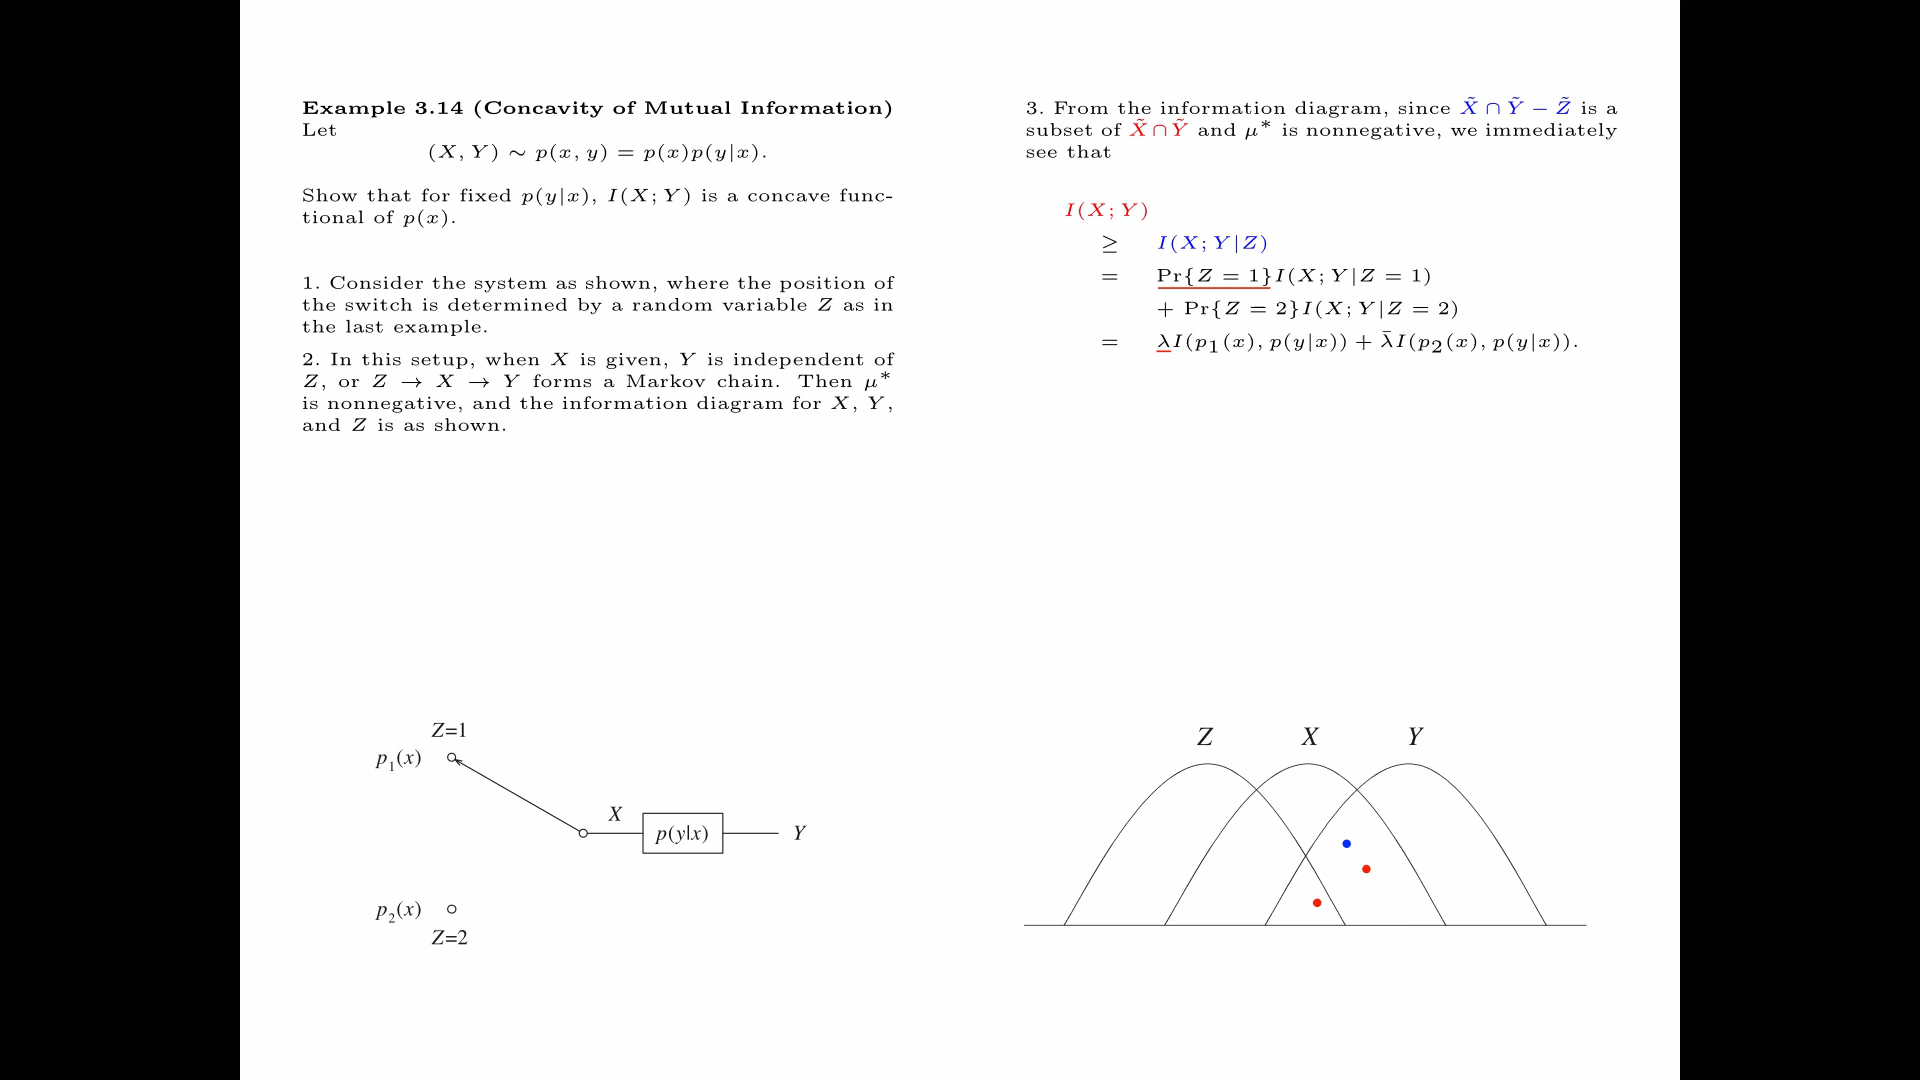 Example 3.14 (Concavity of Mutual Information)
Let
(X, Y) ∼ p(x, y) = p(x)p(y|x).
Show that for fixed p(y|x), I(X; Y) is a concave func-
tional of p(x).
1. Consider the system as shown, where the position of
the switch is determined by a random variable Z as in
the last example.
2. In this setup, when X is given, Y is independent of
Z, or Z → X → Y forms a Markov chain. Then μ*
is nonnegative, and the information diagram for X, Y,
and Z is as shown.
Z=1
p₁(x)
X
p(y|x)
Y
p₂(x)
Z=2
3. From the information diagram, since X̃ ∩ Ỹ − Z̃ is a
subset of X̃ ∩ Ỹ and μ* is nonnegative, we immediately
see that
I(X; Y)
≥ I(X; Y|Z)
= Pr{Z = 1}I(X; Y|Z = 1)
+ Pr{Z = 2}I(X; Y|Z = 2)
= λI(p₁(x), p(y|x)) + λ̄I(p₂(x), p(y|x)).
Z X Y